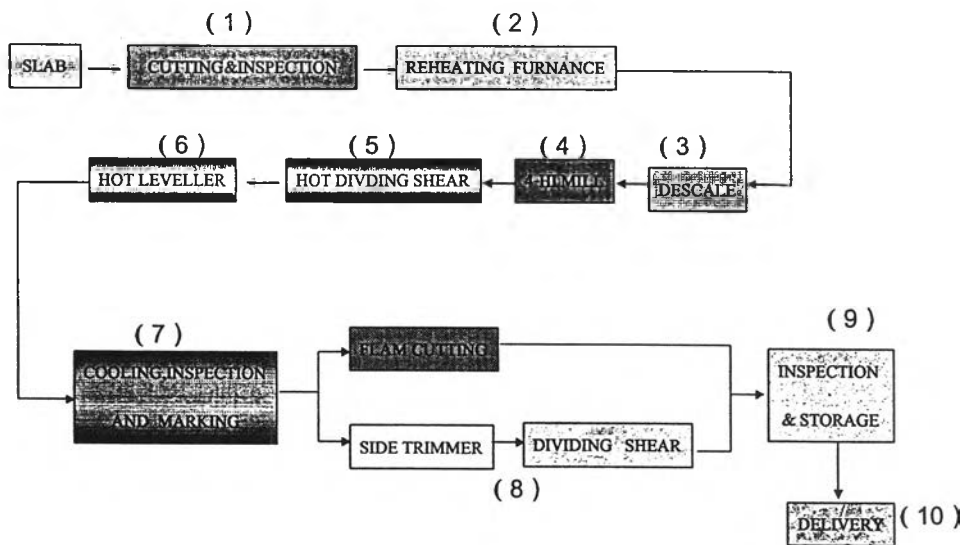 ( 1 )
( 2 )
SLAB
CUTTING&INSPECTION
REHEATING FURNANCE
( 6 )
( 5 )
( 4 )
( 3 )
HOT LEVELLER
HOT DIVDING SHEAR
4-HI MILL
DESCALE
( 7 )
( 9 )
FLAM CUTTING
COOLING.INSPECTION
AND MARKING
INSPECTION
& STORAGE
SIDE TRIMMER
DIVIDING SHEAR
( 8 )
DELIVERY
( 10 )